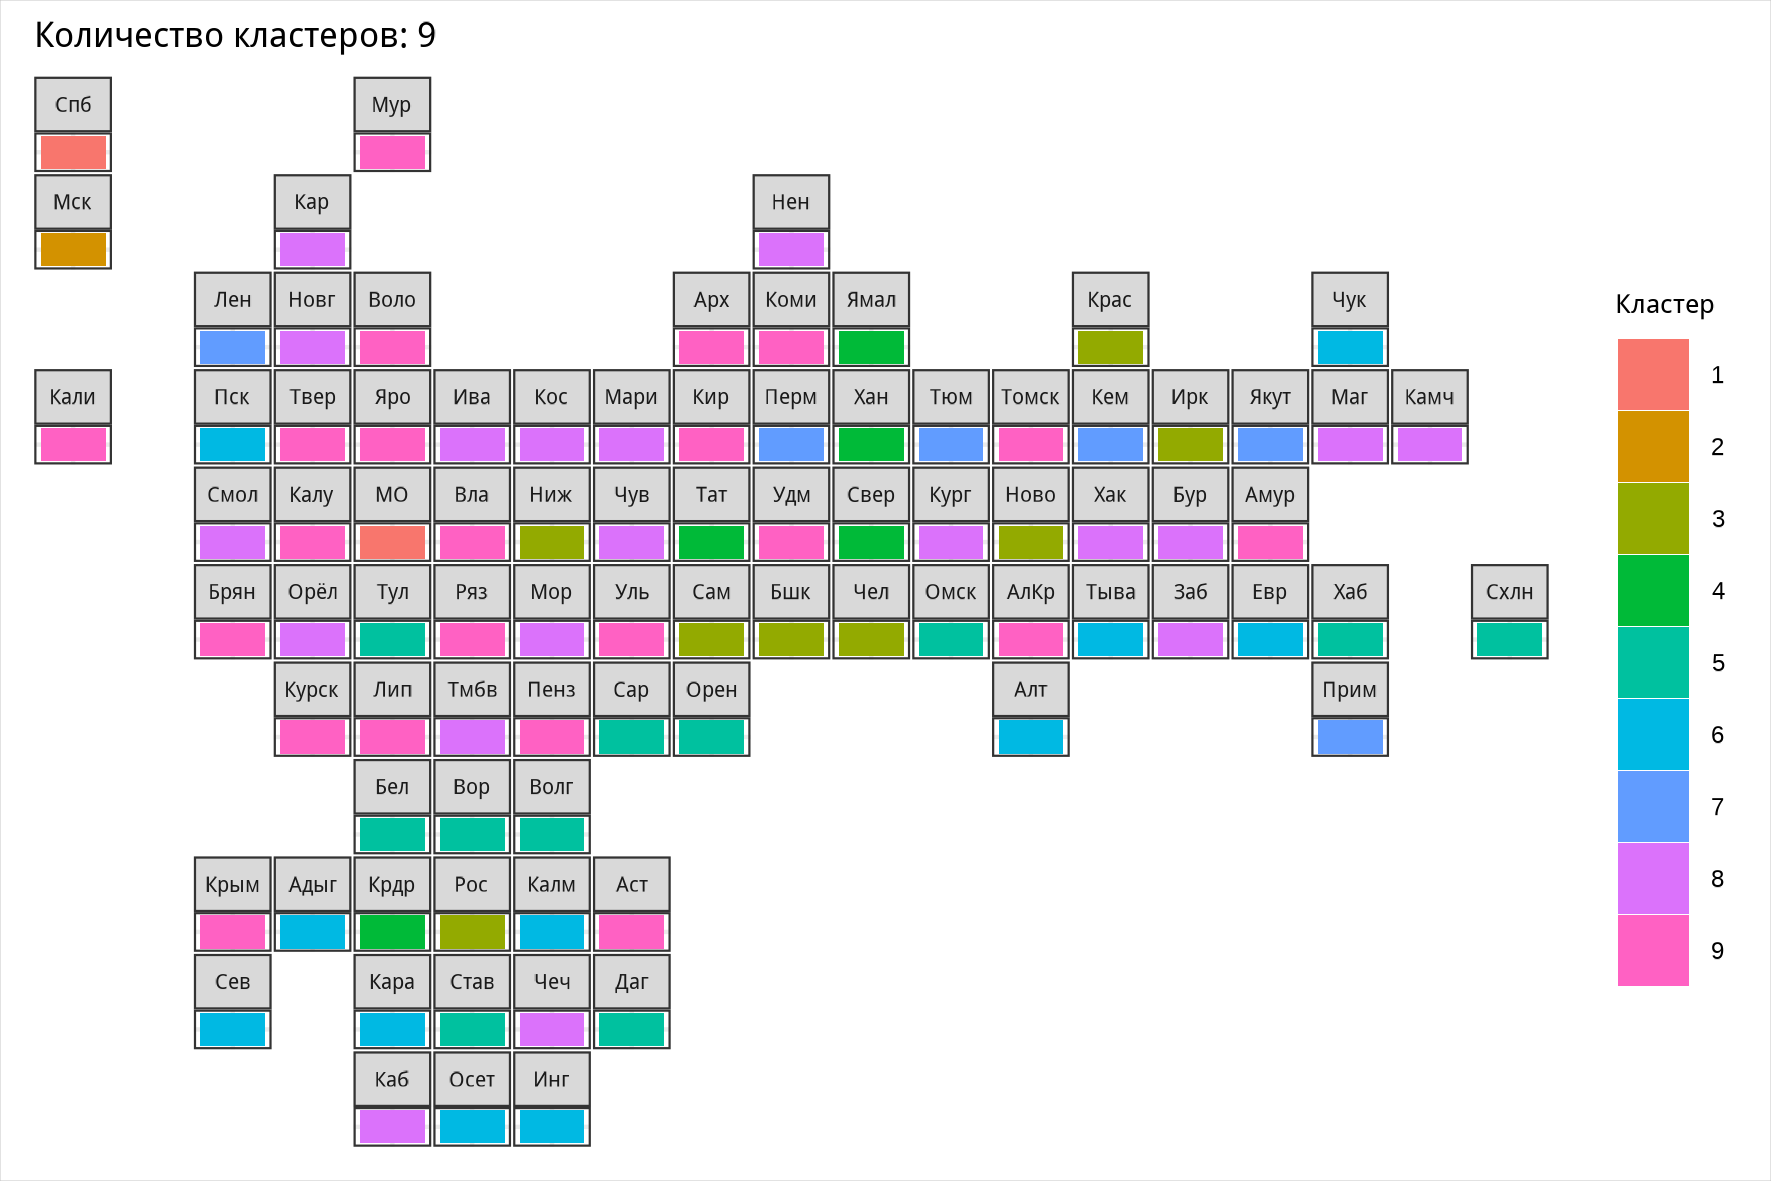 Количество кластеров: 9
Спб Мур
Мск Кар Нен
Лен Новг Воло Арх Коми Ямал Крас Чук
Кали Пск Твер Яро Ива Кос Мари Кир Перм Хан Тюм Томск Кем Ирк Якут Маг Камч
Смол Калу МО Вла Ниж Чув Тат Удм Свер Кург Ново Хак Бур Амур
Брян Орёл Тул Ряз Мор Уль Сам Бшк Чел Омск АлКр Тыва Заб Евр Хаб Схлн
Курск Лип Тмбв Пенз Сар Орен Алт Прим
Бел Вор Волг
Крым Адыг Крдр Рос Калм Аст
Сев Кара Став Чеч Даг
Каб Осет Инг
Кластер
1
2
3
4
5
6
7
8
9